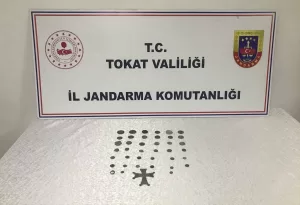 T.C.
TOKAT VALİLİĞİ
İL JANDARMA KOMUTANLIĞI